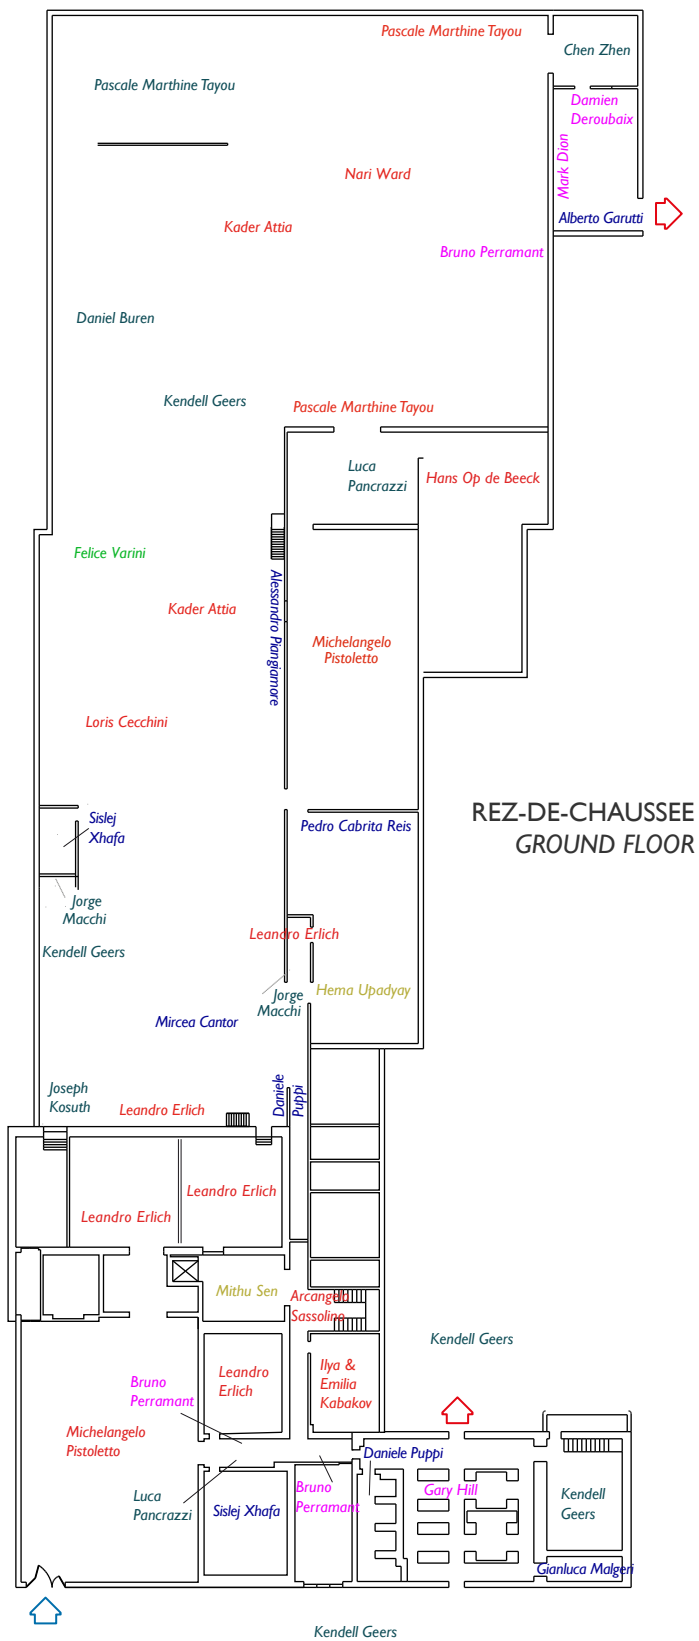 Pascale Marthine Tayou
Chen Zhen
Pascale Marthine Tayou
Damien
Deroubaix
Mark Dion
Nari Ward
Alberto Garutti
Kader Attia
Bruno Perramant
Daniel Buren
Kendell Geers
Pascale Marthine Tayou
Luca
Pancrazzi
Hans Op de Beeck
Felice Varini
Alessandro Piangiamore
Kader Attia
Michelangelo
Pistoletto
Loris Cecchini
REZ-DE-CHAUSSEE
GROUND FLOOR
Sislej
Xhafa
Pedro Cabrita Reis
Jorge
Macchi
Leandro Erlich
Kendell Geers
Hema Upadyay
Jorge
Macchi
Mircea Cantor
Daniele
Puppi
Joseph
Kosuth
Leandro Erlich
Leandro Erlich
Leandro Erlich
Mithu Sen
Arcangelo
Sassolino
Kendell Geers
Ilya &
Emilia
Kabakov
Leandro
Erlich
Bruno
Perramant
Michelangelo
Pistoletto
Daniele Puppi
Luca
Pancrazzi
Sislej Xhafa
Bruno
Perramant
Gary Hill
Kendell
Geers
Gianluca Malgeri
Kendell Geers